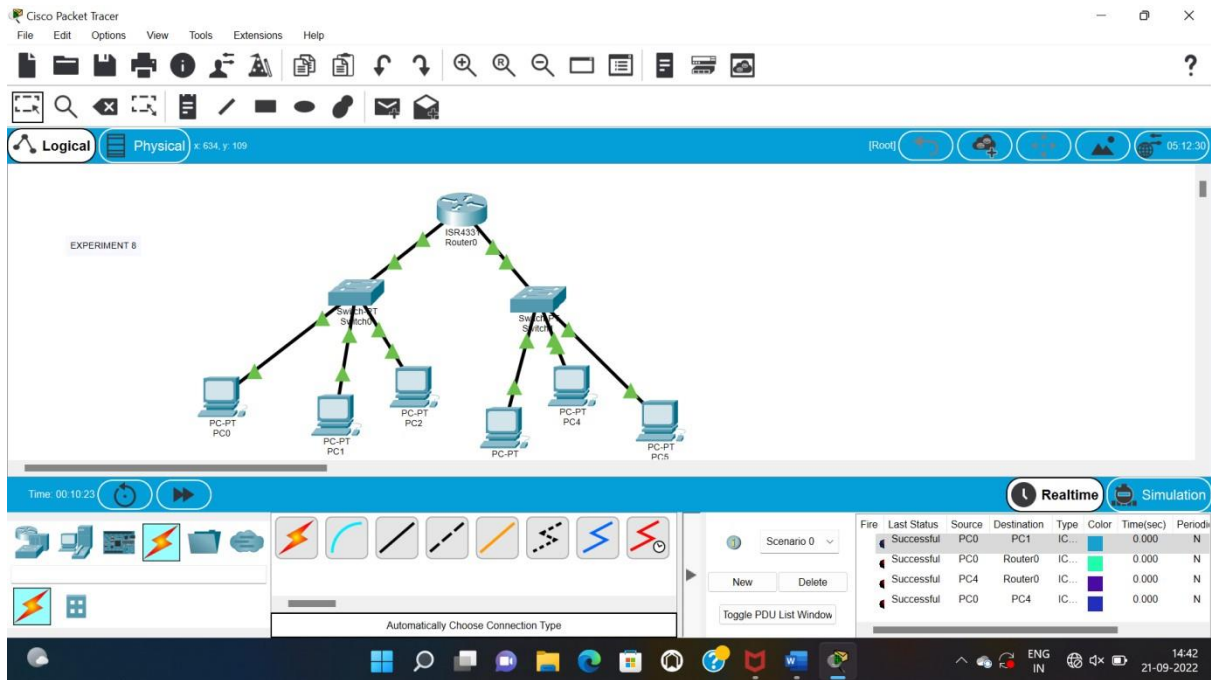 Cisco Packet Tracer
File Edit Options View Tools Extensions Help
?
Logical Physical x: 634, y: 109 [Root] 05:12:30
EXPERIMENT 8
ISR4331
Router0
Switch-PT
Switch0
Switch-PT
PC-PT
PC0
PC-PT
PC1
PC-PT
PC2
PC-PT
PC-PT
PC4
PC-PT
PC5
Time: 00:10:23 Realtime Simulation
Scenario 0
New Delete
Toggle PDU List Window
Automatically Choose Connection Type
Fire Last Status Source Destination Type Color Time(sec) Periodi
Successful PC0 PC1 IC... 0.000 N
Successful PC0 Router0 IC... 0.000 N
Successful PC4 Router0 IC... 0.000 N
Successful PC0 PC4 IC... 0.000 N
ENG
IN
14:42
21-09-2022